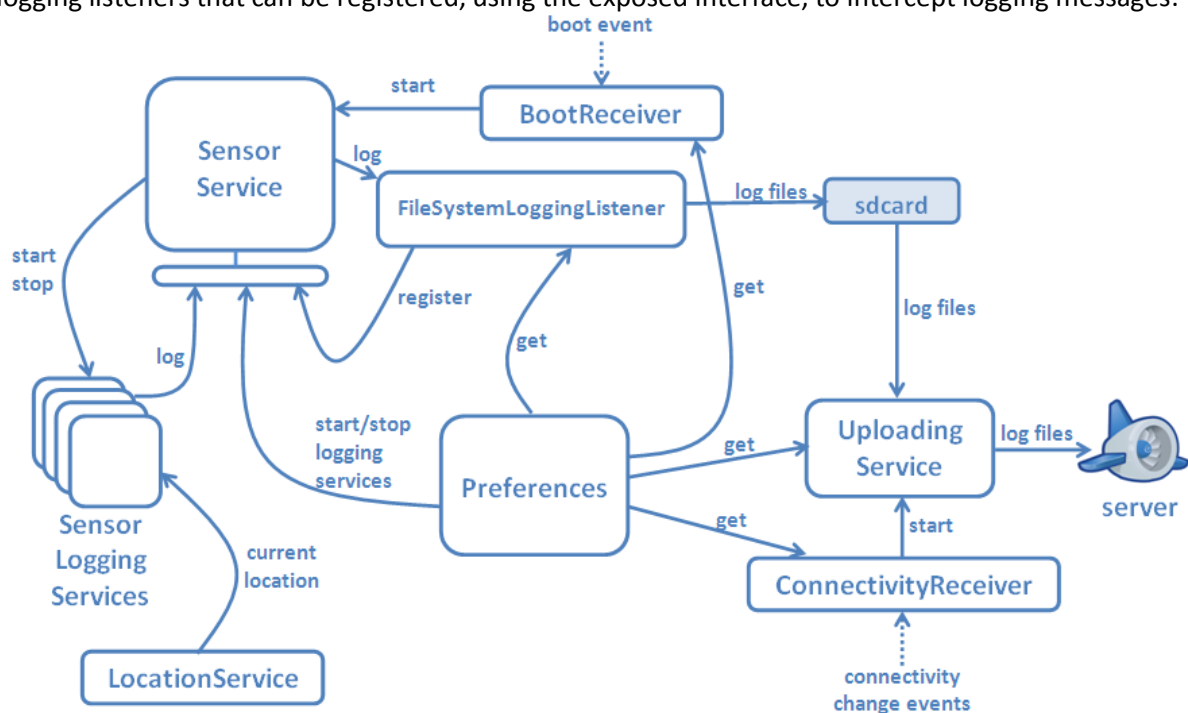 logging listeners that can be registered, using the exposed interface, to intercept logging messages.
boot event
start
BootReceiver
Sensor
Service
log
FileSystemLoggingListener
log files
sdcard
start
stop
register
get
get
log files
log
start/stop
logging
services
Preferences
get
Uploading
Service
log files
server
get
start
Sensor
Logging
Services
current
location
ConnectivityReceiver
LocationService
connectivity
change events